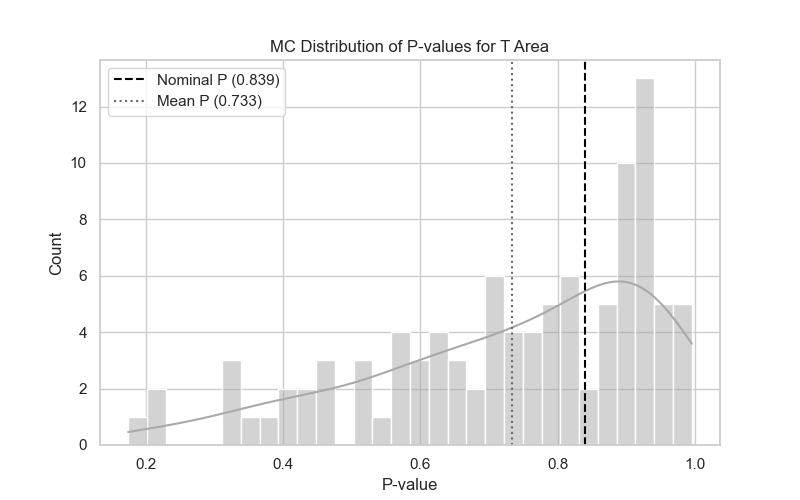 MC Distribution of P-values for T Area
Nominal P (0.839)
Mean P (0.733)
12
10
8
6
4
2
0
Count
0.2 0.4 0.6 0.8 1.0
P-value